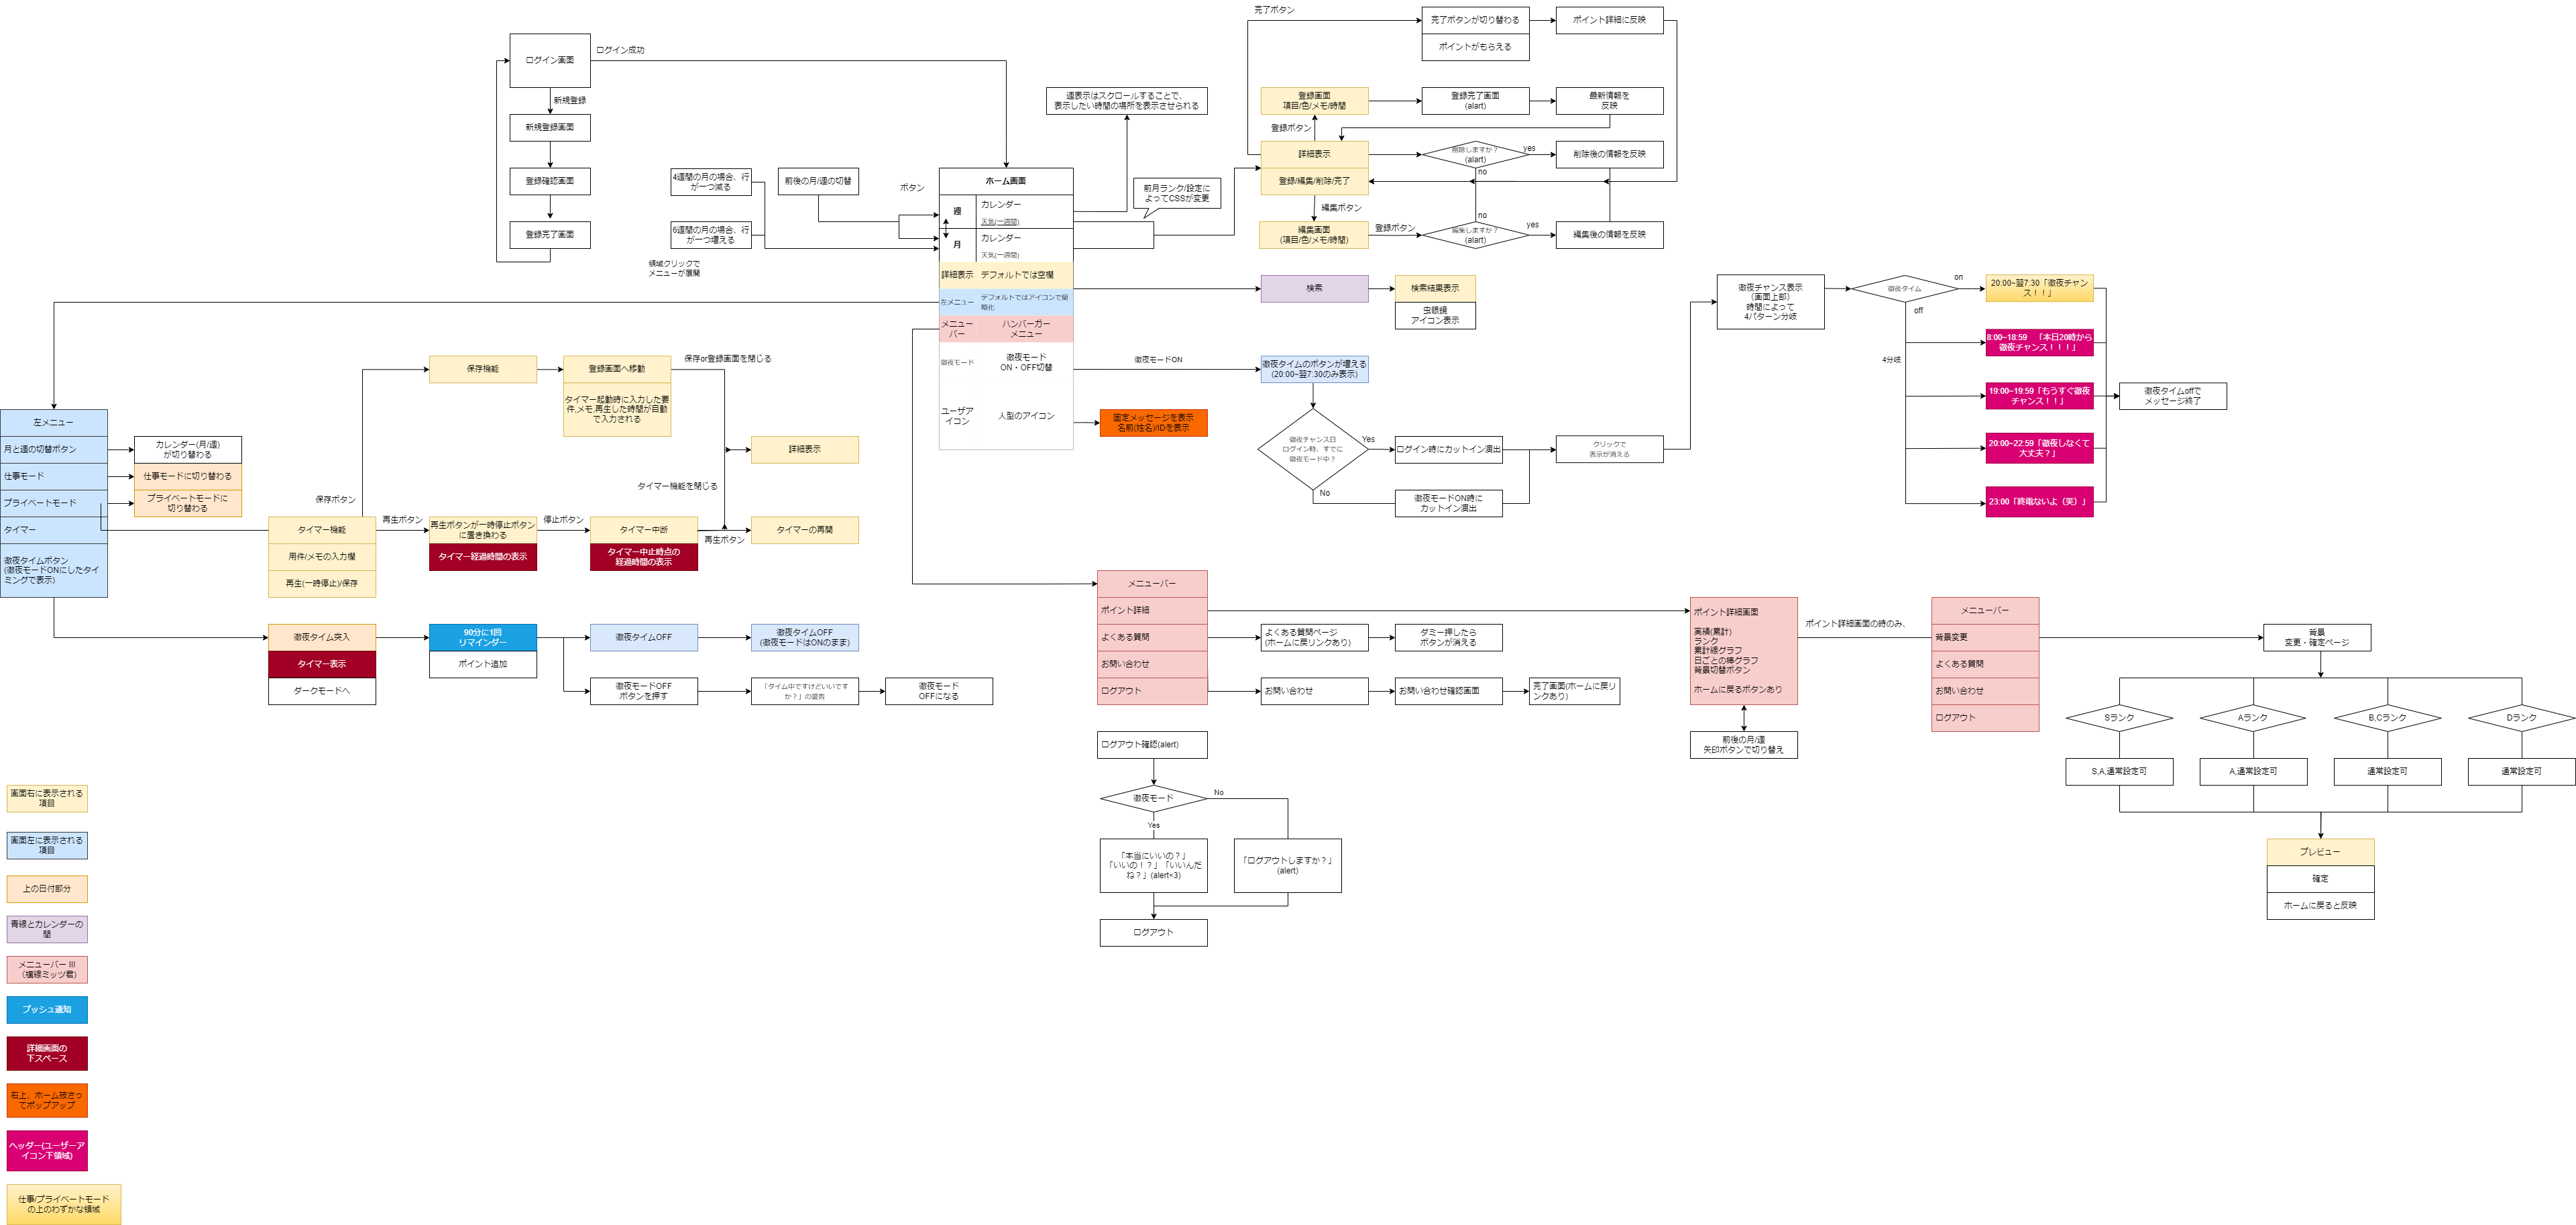 完了ボタン
完了ボタンが切り替わる
ポイントがもらえる
ポイント詳細に反映
ログイン画面
ログイン成功
新規登録
新規登録画面
登録確認画面
登録完了画面
週表示はスクロールすることで、
表示したい時間の場所を表示させられる
登録画面
項目/色/メモ/時間
登録完了画面
(alart)
最新情報を
反映
登録ボタン
詳細表示
登録/編集/削除/完了
削除しますか？
(alart)
yes
no
削除後の情報を反映
編集ボタン
編集画面
(項目/色/メモ/時間)
登録ボタン
no
編集しますか？
(alart)
yes
編集後の情報を反映
4週間の月の場合、行
が一つ減る
6週間の月の場合、行
が一つ増える
前後の月/週の切替
ボタン
前月ランク/設定に
よってCSSが変更
ホーム画面
週
カレンダー
天気(一週間)
月
カレンダー
天気(一週間)
詳細表示
デフォルトでは空欄
左メニュー
デフォルトではアイコンで簡
略化
メニュー
バー
ハンバーガー
メニュー
徹夜モード
徹夜モード
ON・OFF切替
ユーザア
イコン
人型のアイコン
領域クリックで
メニューが展開
検索
検索結果表示
虫眼鏡
アイコン表示
徹夜モードON
徹夜タイムのボタンが増える
(20:00~翌7:30のみ表示)
固定メッセージを表示
名前(姓名)/IDを表示
徹夜チャンス日
ログイン時、すでに
徹夜モード中？
Yes
No
ログイン時にカットイン演出
徹夜モードON時に
カットイン演出
クリックで
表示が消える
徹夜チャンス表示
（画面上部）
時間によって
4パターン分岐
徹夜タイム
on
off
4分岐
20:00~翌7:30「徹夜チャン
ス！！」
8:00~18:59　「本日20時から
徹夜チャンス！！！」
19:00~19:59「もうすぐ徹夜
チャンス！！」
20:00~22:59「徹夜しなくて
大丈夫？」
23:00「終電ないよ（笑）」
徹夜タイムoffで
メッセージ終了
左メニュー
月と週の切替ボタン
仕事モード
プライベートモード
タイマー
徹夜タイムボタン
(徹夜モードONにしたタイ
ミングで表示)
カレンダー(月/週)
が切り替わる
仕事モードに切り替わる
プライベートモードに
切り替わる
保存ボタン
保存機能
登録画面へ移動
タイマー起動時に入力した要
件,メモ,再生した時間が自動
で入力される
保存or登録画面を閉じる
詳細表示
タイマー機能を閉じる
タイマー機能
用件/メモの入力欄
再生(一時停止)/保存
再生ボタン
再生ボタンが一時停止ボタン
に置き換わる
タイマー経過時間の表示
停止ボタン
タイマー中断
タイマー中止時点の
経過時間の表示
再生ボタン
タイマーの再開
徹夜タイム突入
タイマー表示
ダークモードへ
90分に1回
リマインダー
ポイント追加
徹夜タイムOFF
徹夜タイムOFF
(徹夜モードはONのまま)
徹夜モードOFF
ボタンを押す
「タイム中ですけどいいです
か？」の警告
徹夜モード
OFFになる
メニューバー
ポイント詳細
よくある質問
お問い合わせ
ログアウト
よくある質問ページ
(ホームに戻リンクあり)
ダミー押したら
ボタンが消える
お問い合わせ
お問い合わせ確認画面
完了画面(ホームに戻リ
ンクあり)
ポイント詳細画面
実績(累計)
ランク
累計線グラフ
日ごとの棒グラフ
背景切替ボタン
ホームに戻るボタンあり
前後の月/週
矢印ボタンで切り替え
ポイント詳細画面の時のみ、
メニューバー
背景変更
よくある質問
お問い合わせ
ログアウト
背景
変更・確定ページ
Sランク
Aランク
B,Cランク
Dランク
S,A,通常設定可
A,通常設定可
通常設定可
通常設定可
プレビュー
確定
ホームに戻ると反映
ログアウト確認(alert)
徹夜モード
No
Yes
「本当にいいの？」
「いいの！？」「いいんだ
ね？」(alert×3)
「ログアウトしますか？」
(alert)
ログアウト
画面右に表示される
項目
画面左に表示される
項目
上の日付部分
青線とカレンダーの
間
メニューバー III
（横線ミッツ君)
プッシュ通知
詳細画面の
下スペース
右上、ホーム被さっ
てポップアップ
ヘッダー(ユーザーア
イコン下領域)
仕事/プライベートモード
の上のわずかな領域